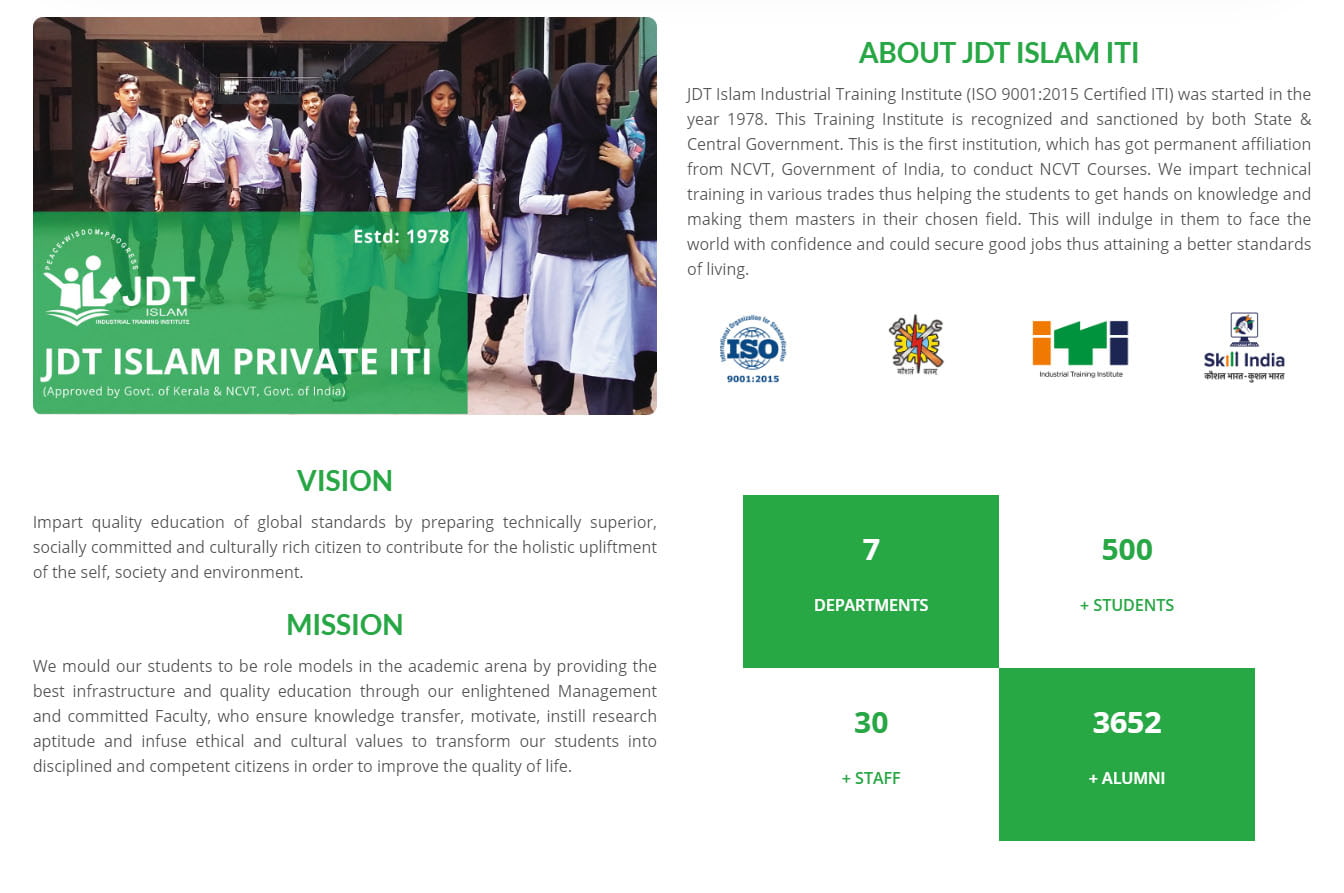 PEACE•WISDOM•PROGRESS
Estd: 1978
JDT
ISLAM
INDUSTRIAL TRAINING INSTITUTE
JDT ISLAM PRIVATE ITI
(Approved by Govt. of Kerala & NCVT, Govt. of India)
ABOUT JDT ISLAM ITI
JDT Islam Industrial Training Institute (ISO 9001:2015 Certified ITI) was started in the
year 1978. This Training Institute is recognized and sanctioned by both State &
Central Government. This is the first institution, which has got permanent affiliation
from NCVT, Government of India, to conduct NCVT Courses. We impart technical
training in various trades thus helping the students to get hands on knowledge and
making them masters in their chosen field. This will indulge in them to face the
world with confidence and could secure good jobs thus attaining a better standards
of living.
International Organization for Standardization
ISO
9001:2015
कौशलं बलम्
iTi
Industrial Training Institute
Skill India
कौशल भारत-कुशल भारत
VISION
Impart quality education of global standards by preparing technically superior,
socially committed and culturally rich citizen to contribute for the holistic upliftment
of the self, society and environment.
MISSION
We mould our students to be role models in the academic arena by providing the
best infrastructure and quality education through our enlightened Management
and committed Faculty, who ensure knowledge transfer, motivate, instill research
aptitude and infuse ethical and cultural values to transform our students into
disciplined and competent citizens in order to improve the quality of life.
7
DEPARTMENTS
500
+ STUDENTS
30
+ STAFF
3652
+ ALUMNI